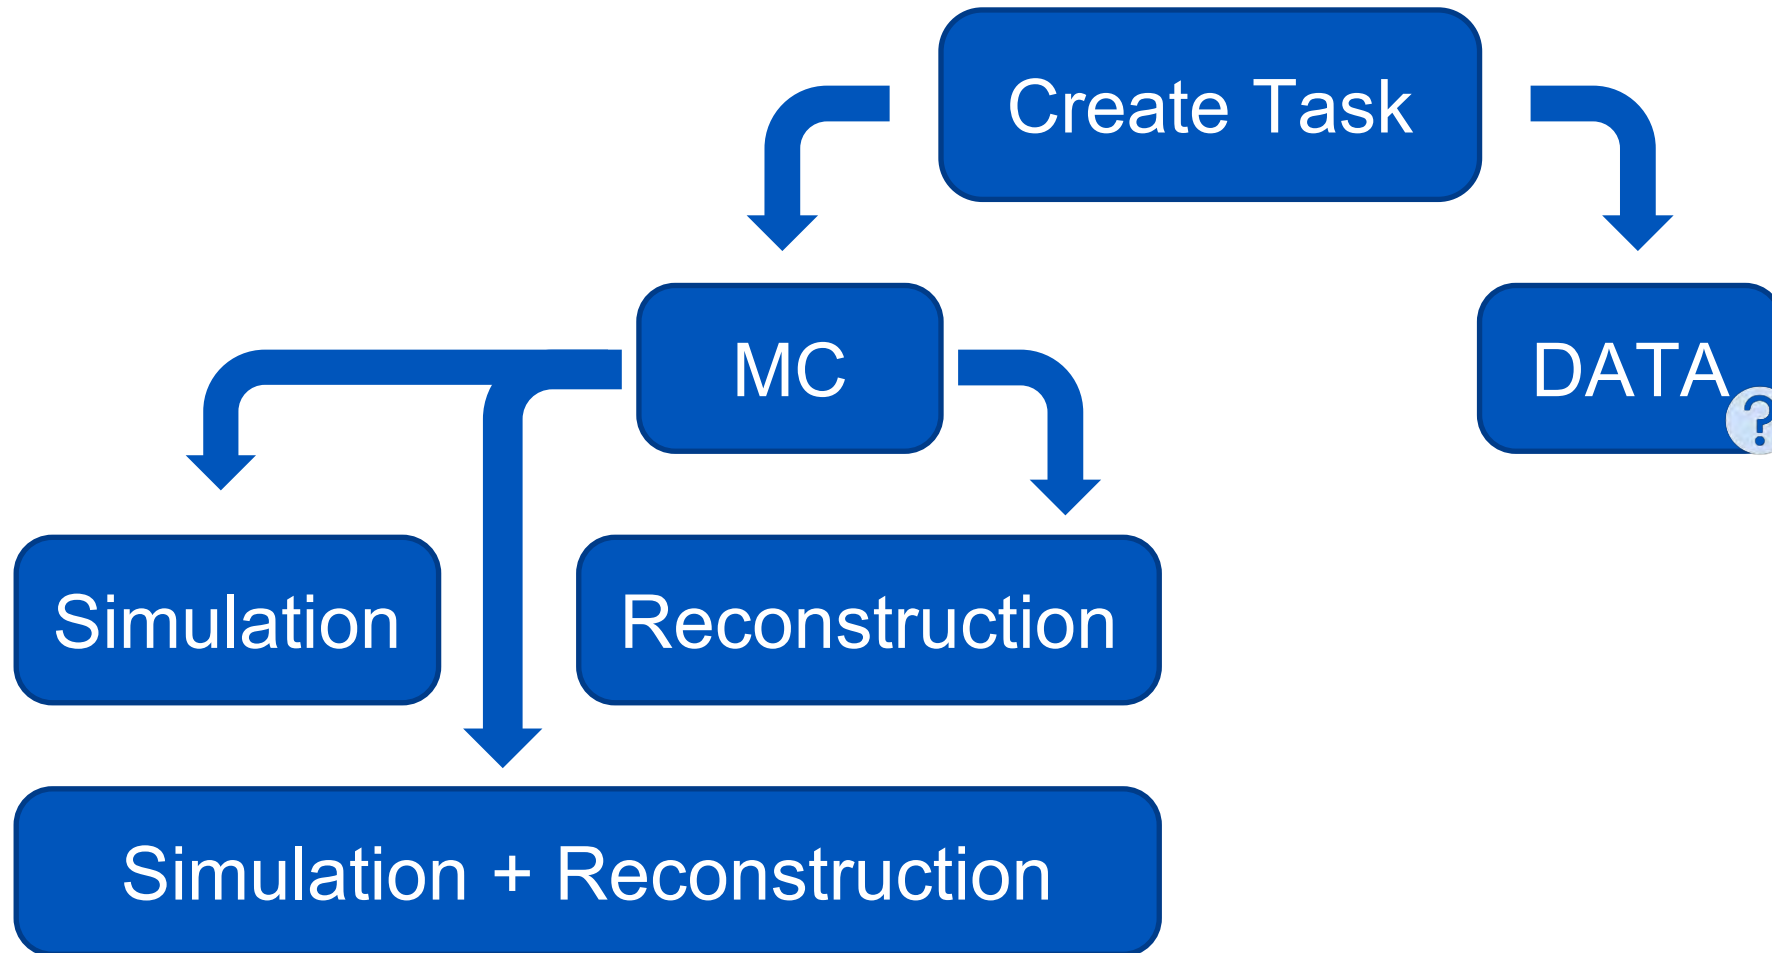 Create Task
MC
DATA
?
Simulation
Reconstruction
Simulation + Reconstruction